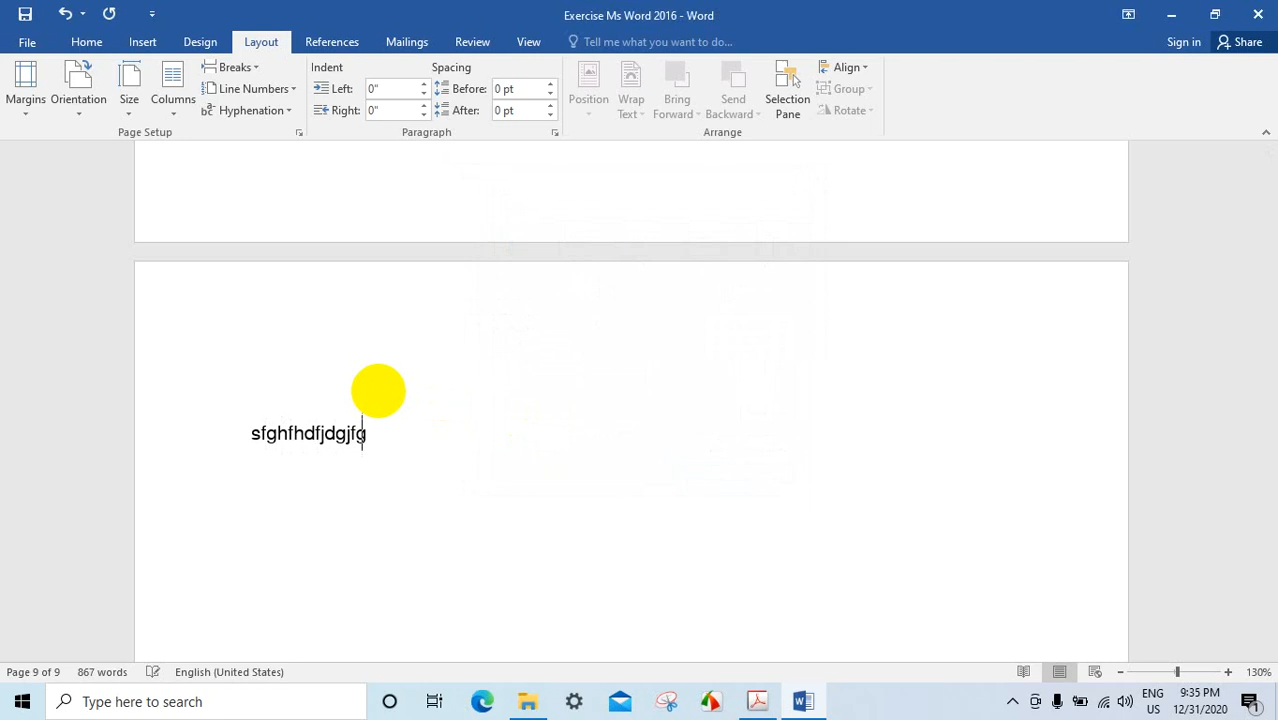 Exercise Ms Word 2016 - Word
File Home Insert Design Layout References Mailings Review View Tell me what you want to do... Sign in Share
Margins Orientation Size Columns Breaks Line Numbers Hyphenation
Page Setup
Indent Left: 0" Right: 0"
Spacing Before: 0 pt After: 0 pt
Paragraph
Position Wrap Text Bring Forward Send Backward Selection Pane Align Group Rotate
Arrange
sfghfhdfjdgjfg
Page 9 of 9 867 words English (United States) 130%
Type here to search ENG US 9:35 PM 12/31/2020 1